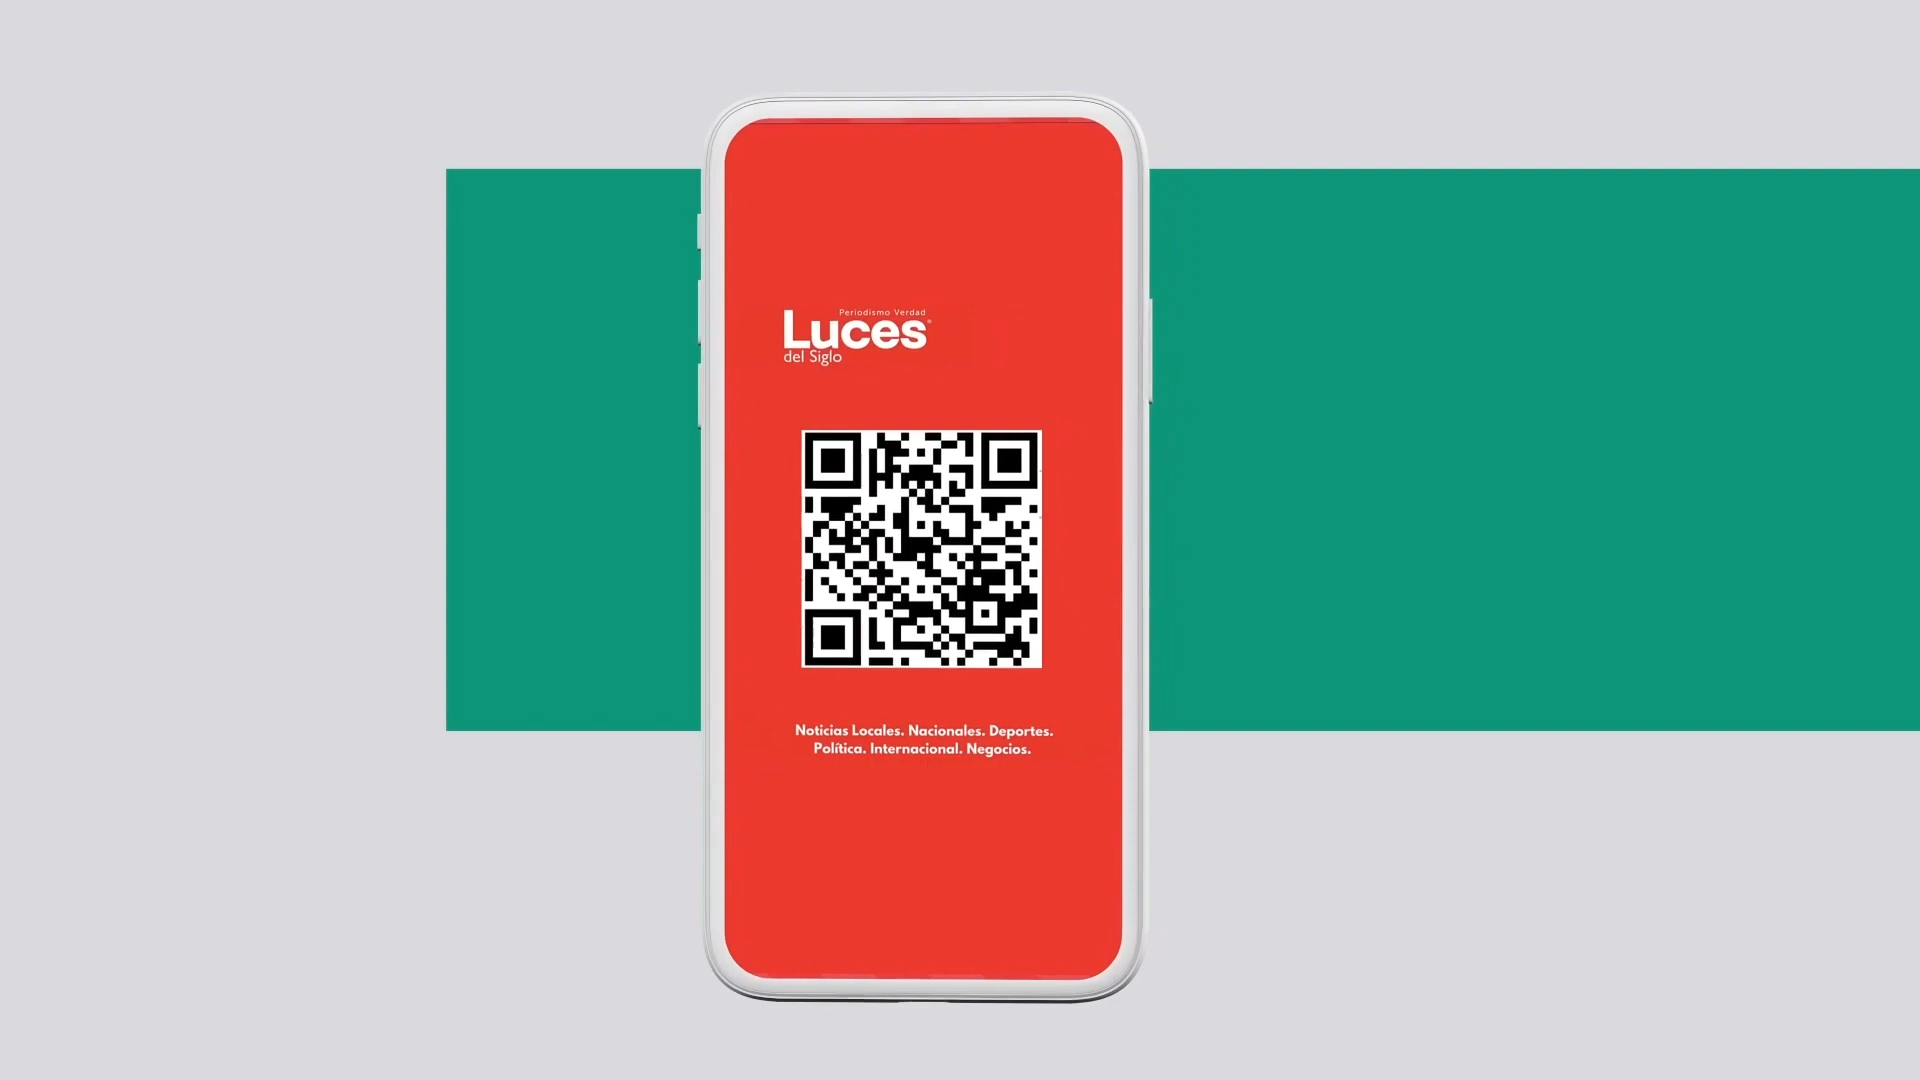 Periodismo Verdad
Luces®
del Siglo
Noticias Locales. Nacionales. Deportes.
Política. Internacional. Negocios.